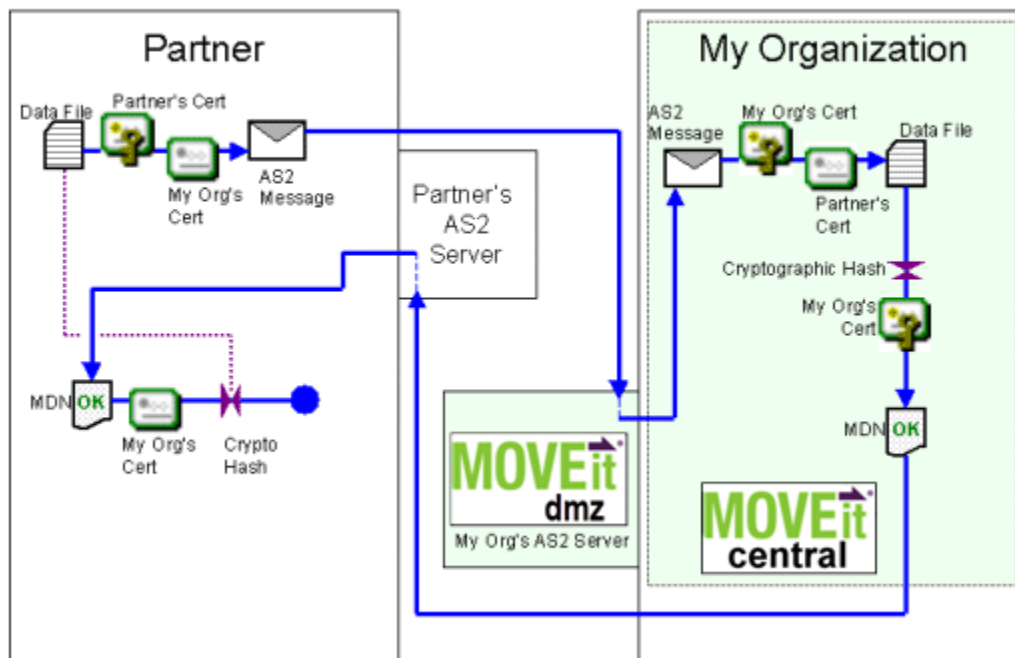 Partner
Data File
Partner's Cert
My Org's
Cert
AS2
Message
Partner's
AS2
Server
MDN
OK
My Org's
Cert
Crypto
Hash
MOVEit
dmz
My Org's AS2 Server
My Organization
AS2
Message
My Org's Cert
Data File
Partner's
Cert
Cryptographic Hash
My Org's
Cert
MDN
OK
MOVEit
central